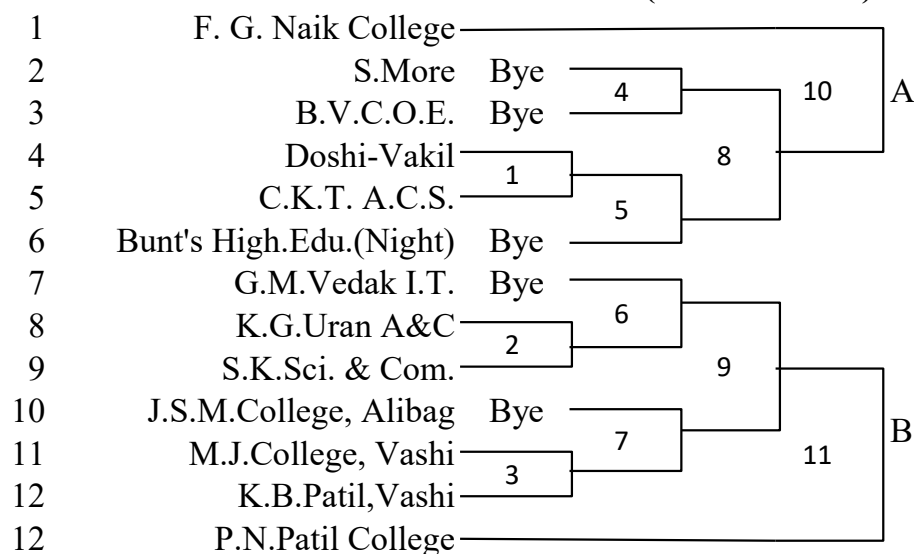 1 F. G. Naik College
2 S.More Bye
4
10
A
3 B.V.C.O.E. Bye
4 Doshi-Vakil
1
8
5 C.K.T. A.C.S.
5
6 Bunt's High.Edu.(Night) Bye
7 G.M.Vedak I.T. Bye
6
8 K.G.Uran A&C
2
9 S.K.Sci. & Com.
9
10 J.S.M.College, Alibag Bye
7
B
11 M.J.College, Vashi
3
11
12 K.B.Patil,Vashi
12 P.N.Patil College